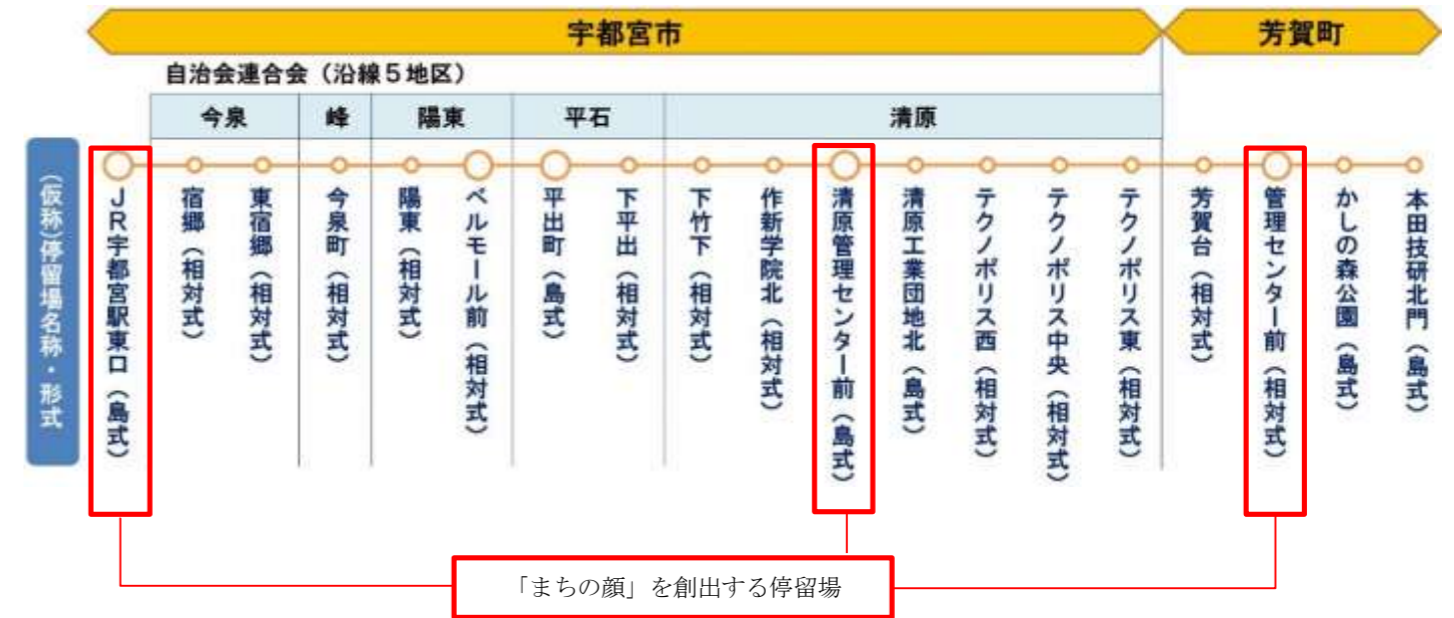 宇都宮市
芳賀町
自治会連合会（沿線５地区）
今泉
峰
陽東
平石
清原
（仮称）停留場名称・形式
ＪＲ宇都宮駅東口（島式）
宿郷（相対式）
東宿郷（相対式）
今泉町（相対式）
陽東（相対式）
ベルモール前（相対式）
平出町（島式）
下平出（相対式）
下竹下（相対式）
作新学院北（相対式）
清原管理センター前（島式）
清原工業団地北（島式）
テクノポリス西（相対式）
テクノポリス中央（相対式）
テクノポリス東（相対式）
芳賀台（相対式）
管理センター前（相対式）
かしの森公園（島式）
本田技研北門（島式）
「まちの顔」を創出する停留場